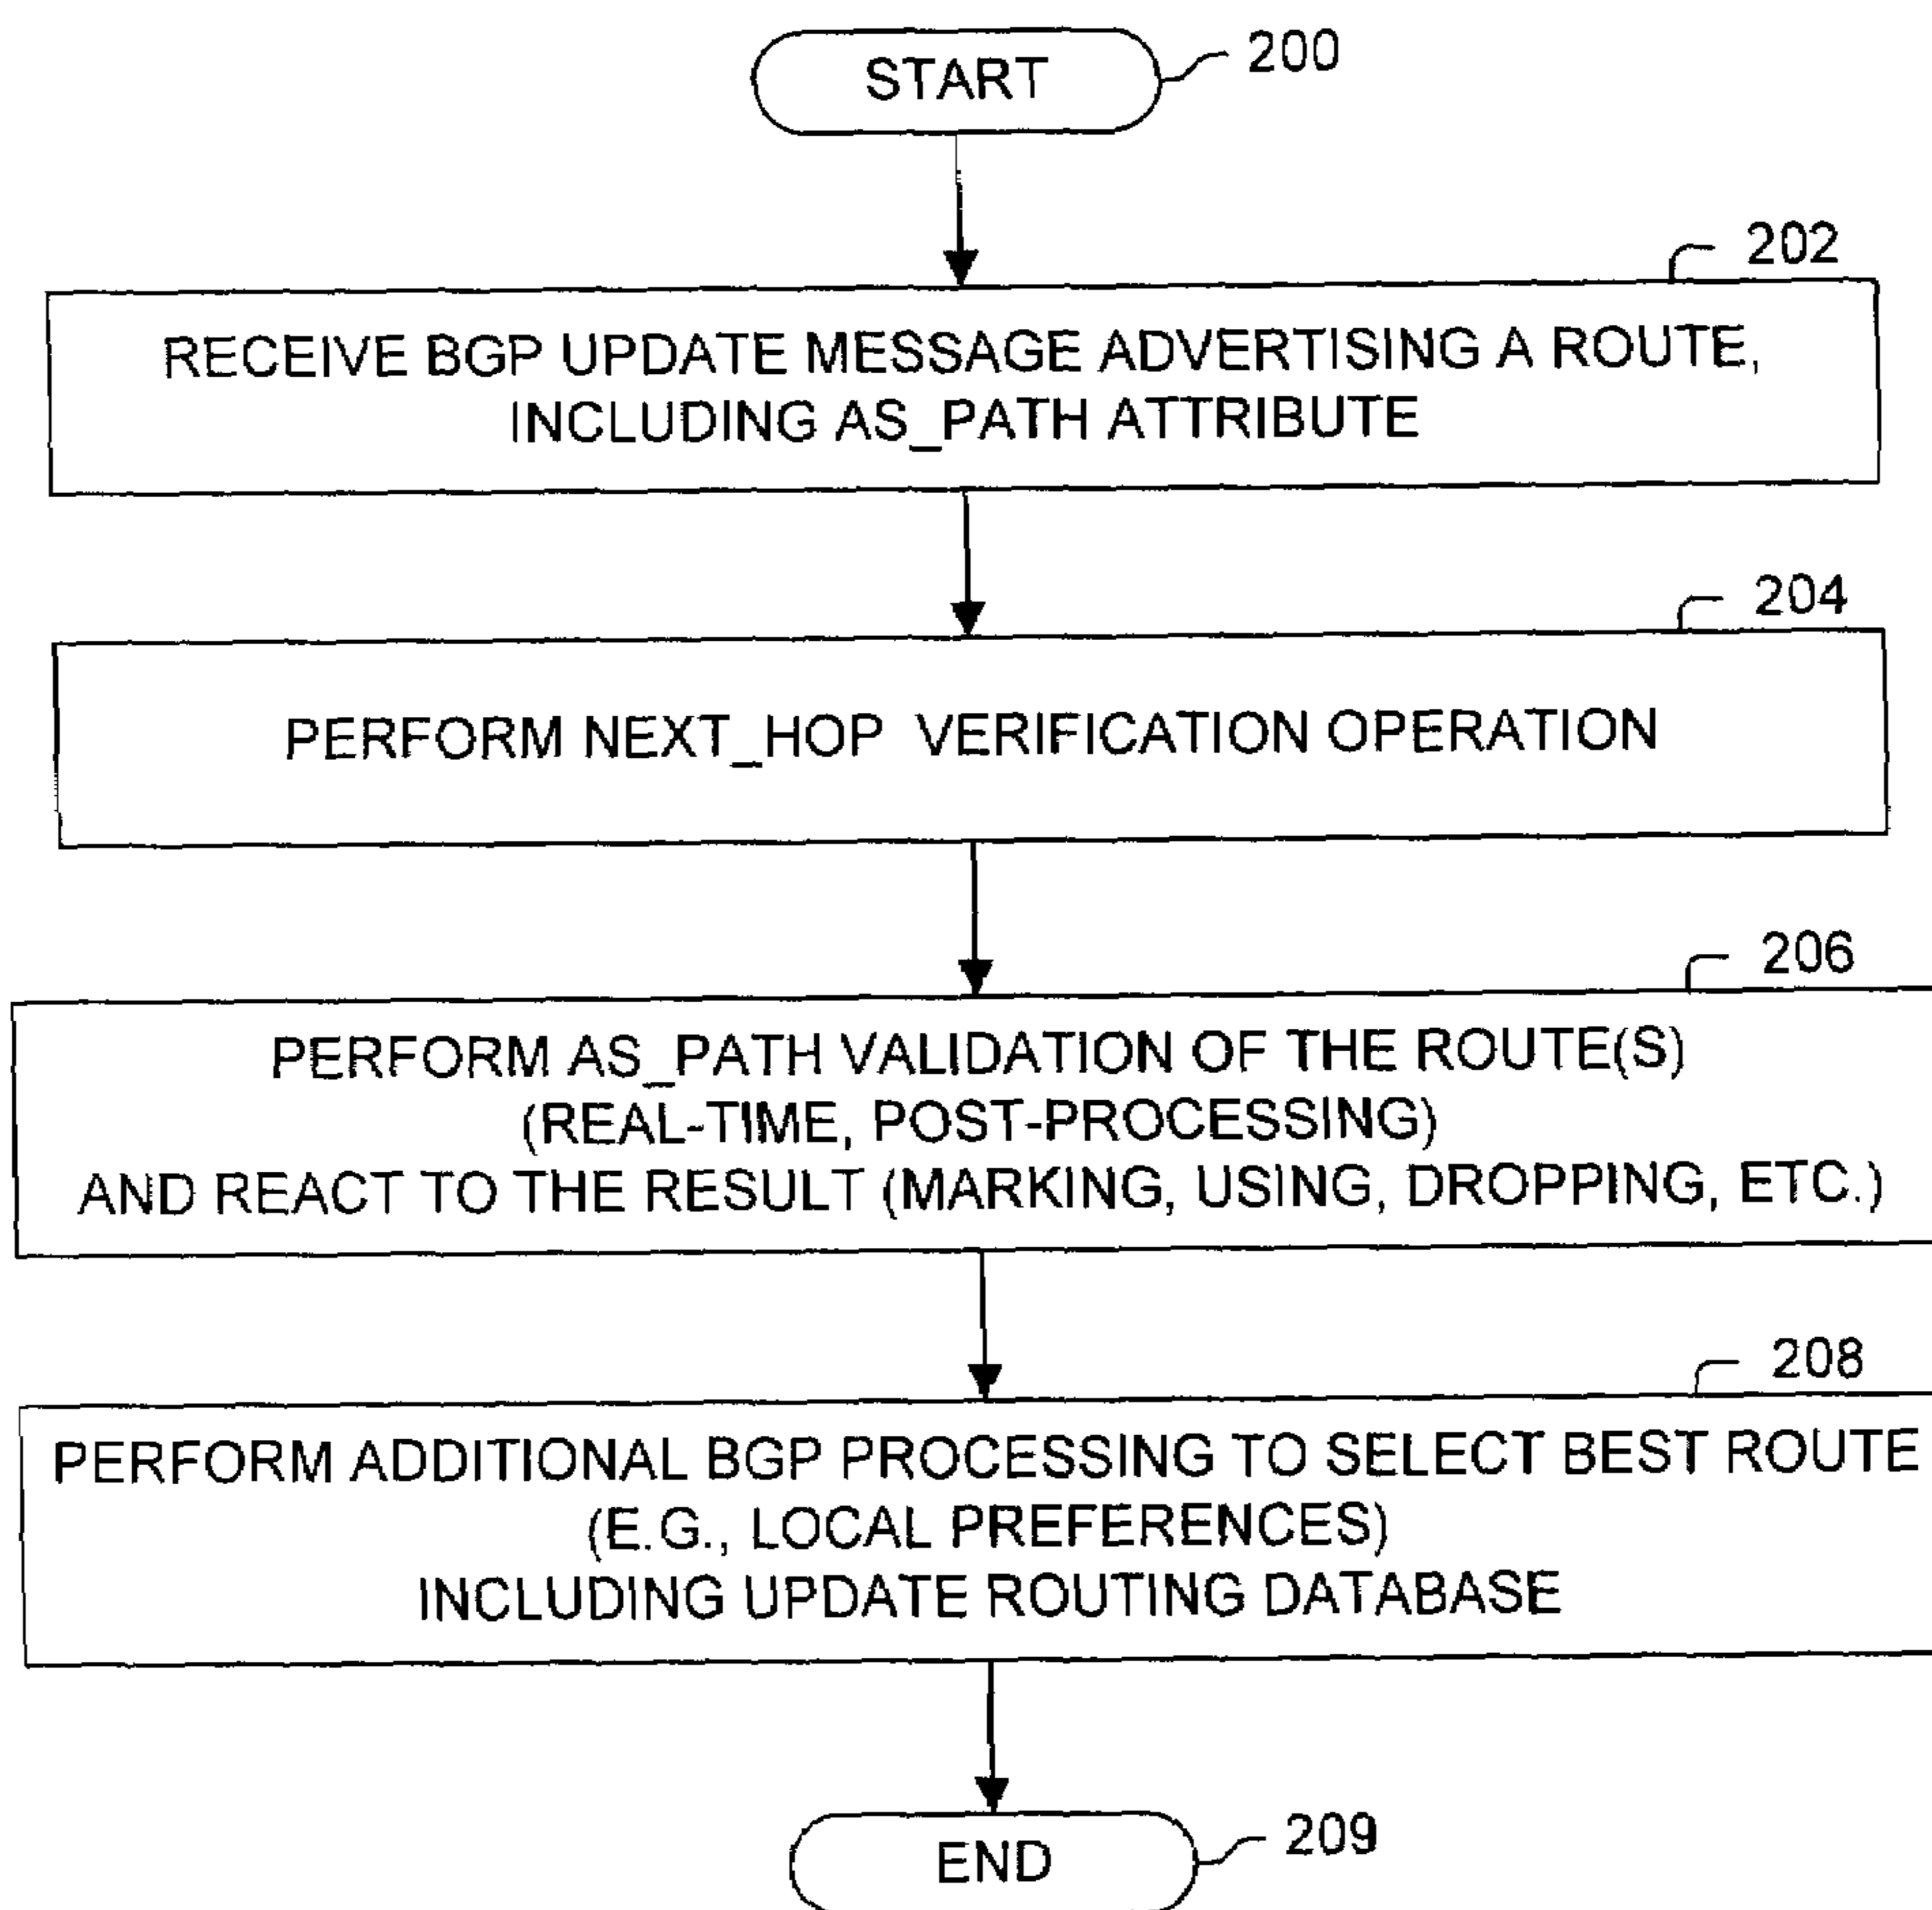 START
200
202
RECEIVE BGP UPDATE MESSAGE ADVERTISING A ROUTE,
INCLUDING AS_PATH ATTRIBUTE
204
PERFORM NEXT_HOP VERIFICATION OPERATION
206
PERFORM AS_PATH VALIDATION OF THE ROUTE(S)
(REAL-TIME, POST-PROCESSING)
AND REACT TO THE RESULT (MARKING, USING, DROPPING, ETC.)
208
PERFORM ADDITIONAL BGP PROCESSING TO SELECT BEST ROUTE
(E.G., LOCAL PREFERENCES)
INCLUDING UPDATE ROUTING DATABASE
END
209